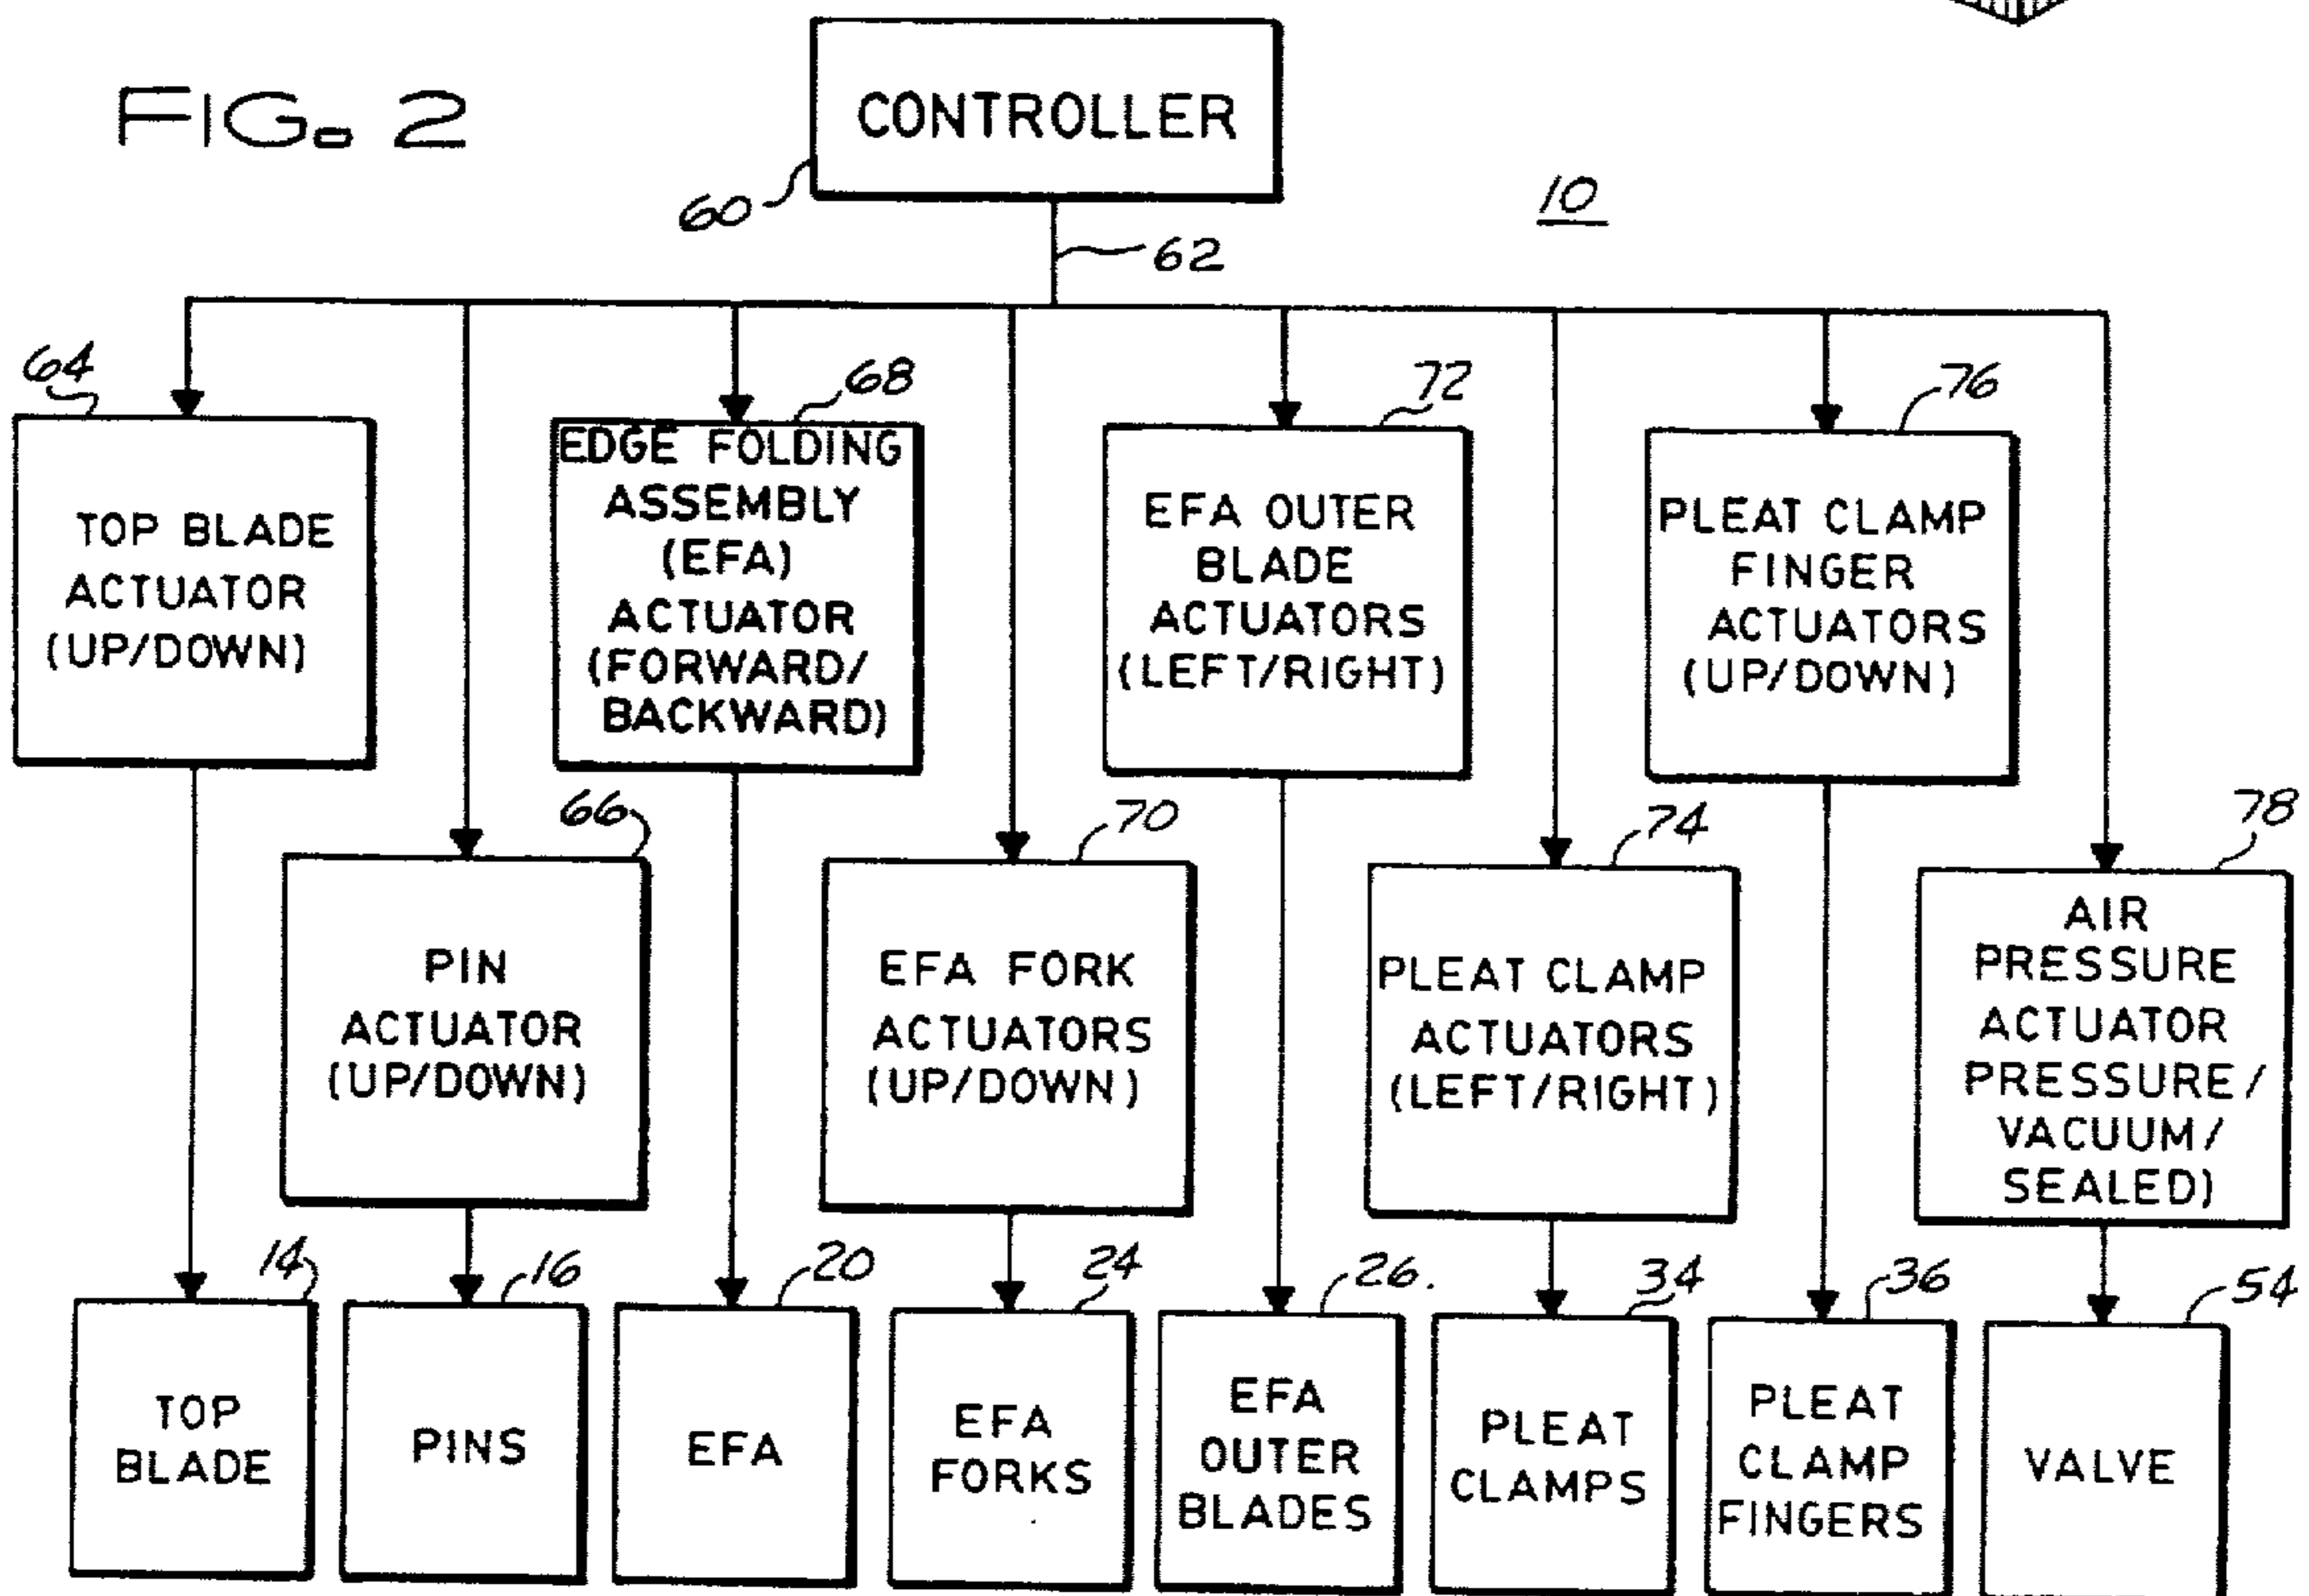 FIG. 2
CONTROLLER
60
10
62
64
68
72
76
TOP BLADE
ACTUATOR
(UP/DOWN)
EDGE FOLDING
ASSEMBLY
(EFA)
ACTUATOR
(FORWARD/
BACKWARD)
EFA OUTER
BLADE
ACTUATORS
(LEFT/RIGHT)
PLEAT CLAMP
FINGER
ACTUATORS
(UP/DOWN)
66
70
74
78
PIN
ACTUATOR
(UP/DOWN)
EFA FORK
ACTUATORS
(UP/DOWN)
PLEAT CLAMP
ACTUATORS
(LEFT/RIGHT)
AIR
PRESSURE
ACTUATOR
PRESSURE/
VACUUM/
SEALED)
14
16
20
24
26.
34
36
54
TOP
BLADE
PINS
EFA
EFA
FORKS
EFA
OUTER
BLADES
PLEAT
CLAMPS
PLEAT
CLAMP
FINGERS
VALVE